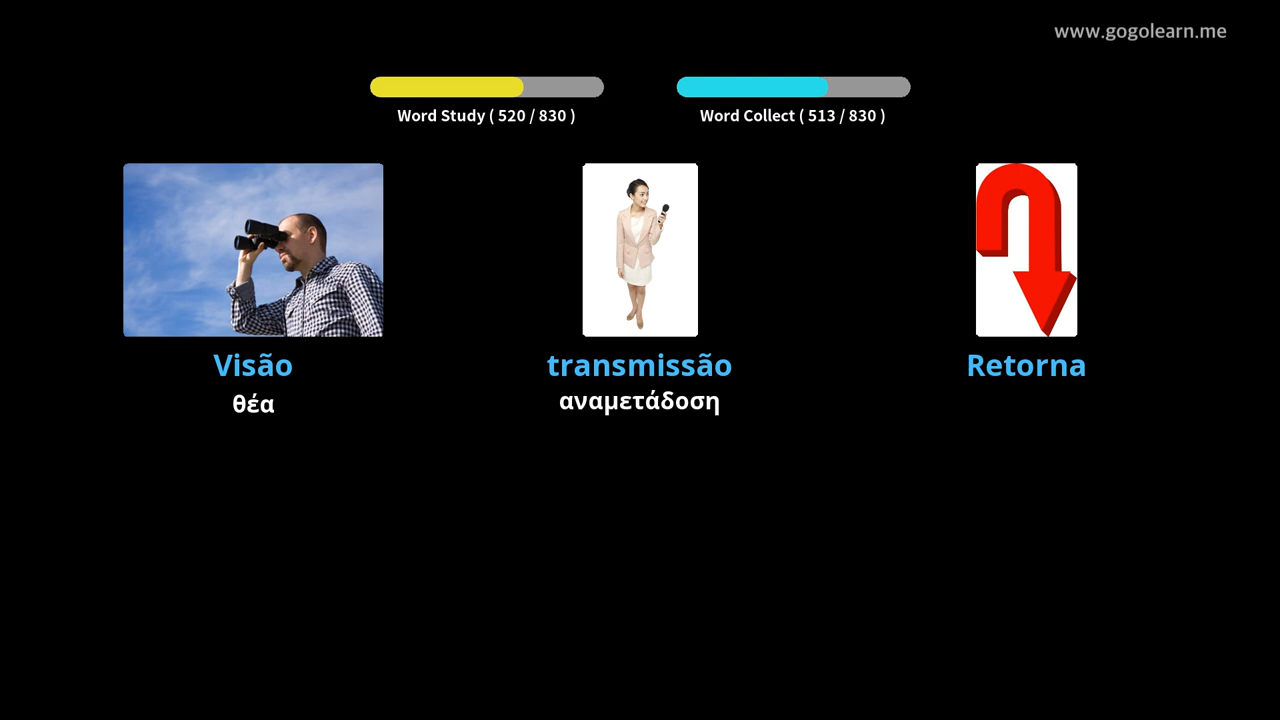 www.gogolearn.me
Word Study ( 520 / 830 )
Word Collect ( 513 / 830 )
Visão
transmissão
Retorna
θέα
αναμετάδοση